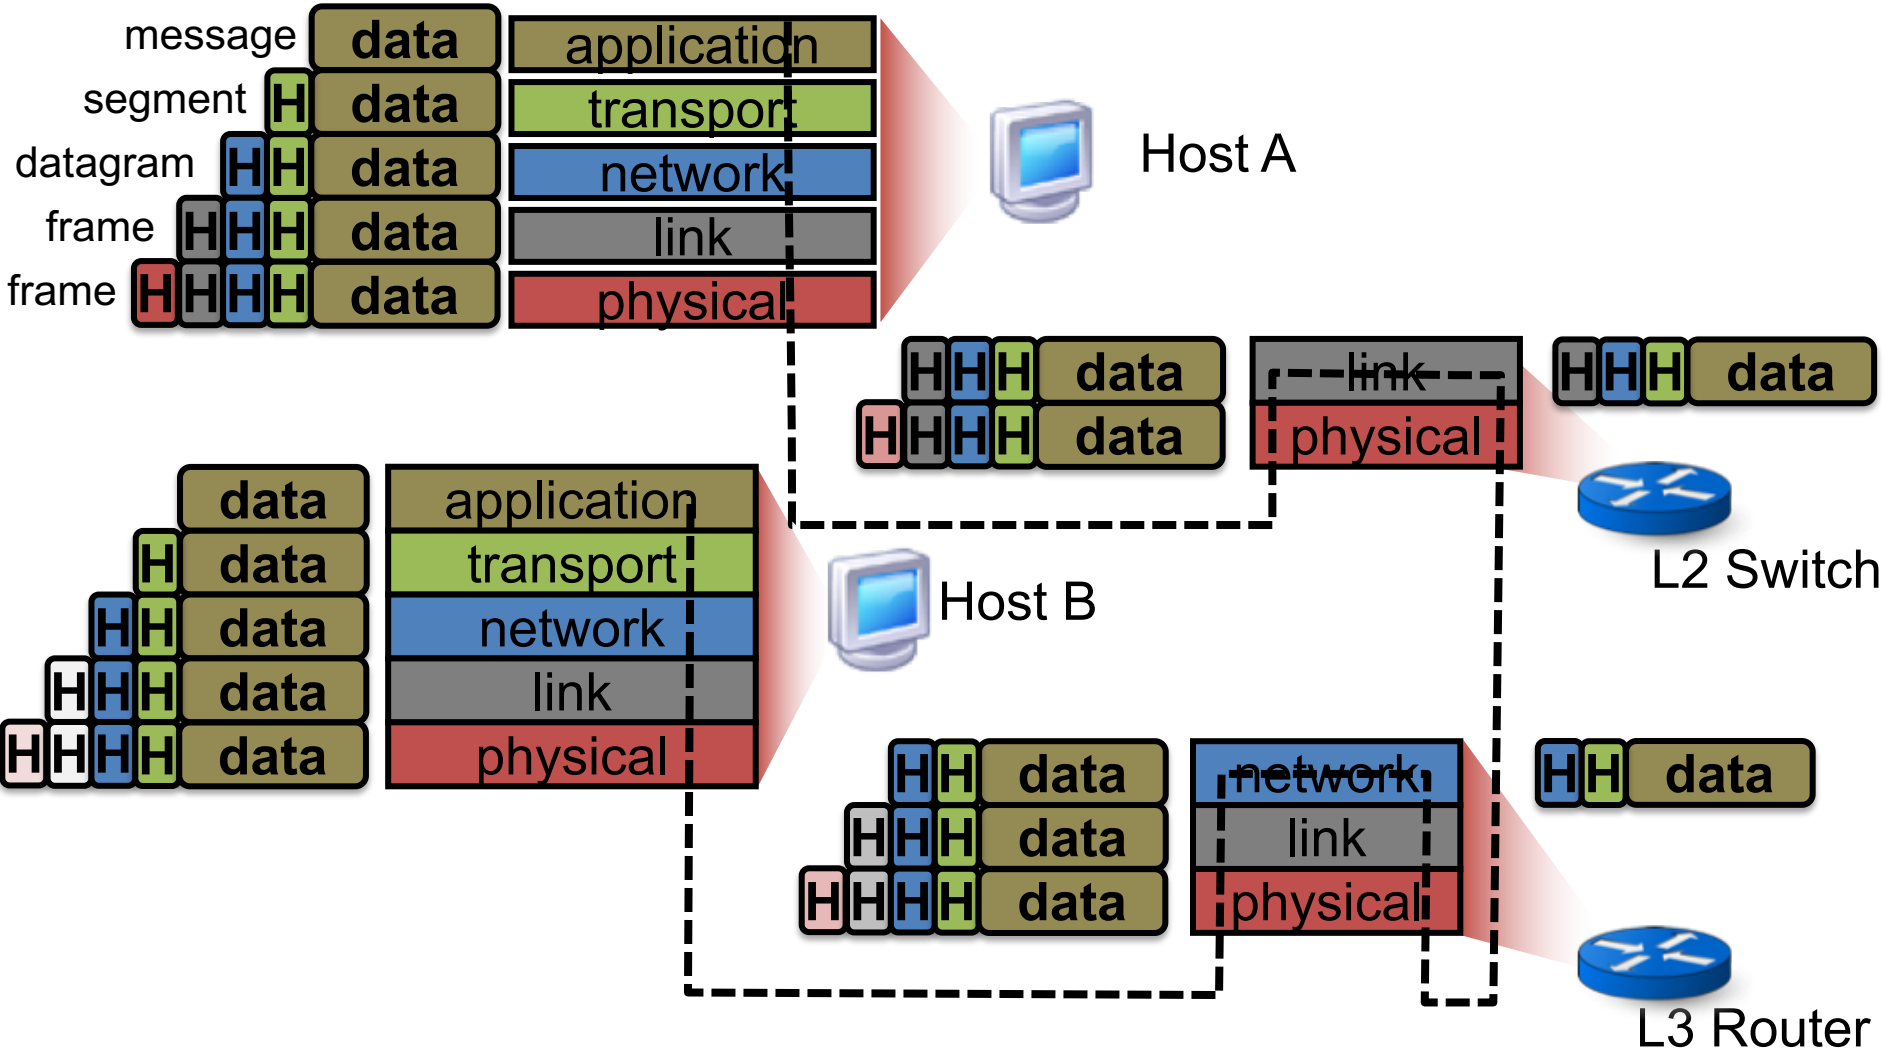 message data application
segment H data transport
datagram H H data network
Host A
frame H H H data link
frame H H H H data physical
H H H data link H H H data
H H H H data physical
L2 Switch
data application
H data transport
H H data network
Host B
H H H data link
H H H H data physical
H H data network H H data
H H H data link
H H H H data physical
L3 Router